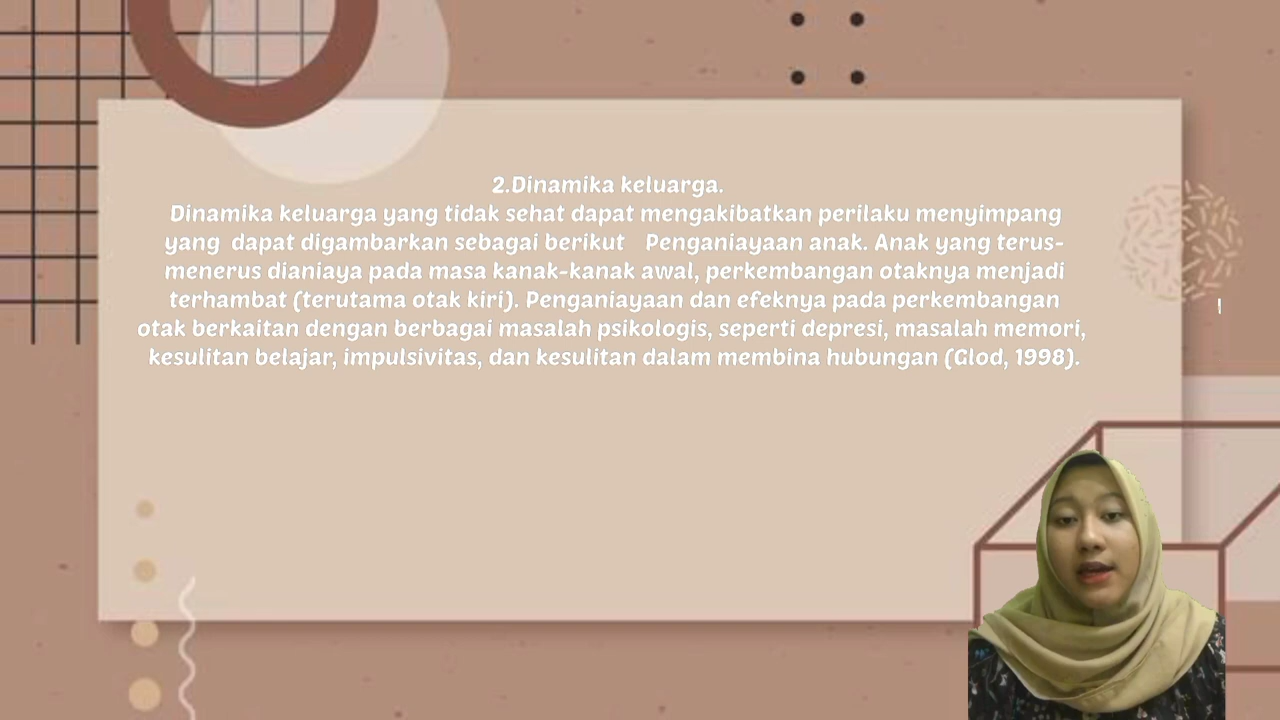 2.Dinamika keluarga.
Dinamika keluarga yang tidak sehat dapat mengakibatkan perilaku menyimpang
yang dapat digambarkan sebagai berikut Penganiayaan anak. Anak yang terus-
menerus dianiaya pada masa kanak-kanak awal, perkembangan otaknya menjadi
terhambat (terutama otak kiri). Penganiayaan dan efeknya pada perkembangan
otak berkaitan dengan berbagai masalah psikologis, seperti depresi, masalah memori,
kesulitan belajar, impulsivitas, dan kesulitan dalam membina hubungan (Glod, 1998).